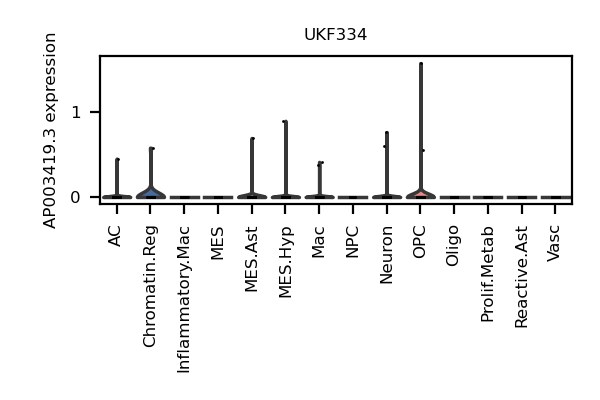 UKF334
AP003419.3 expression
1
0
AC
Chromatin.Reg
Inflammatory.Mac
MES
MES.Ast
MES.Hyp
Mac
NPC
Neuron
OPC
Oligo
Prolif.Metab
Reactive.Ast
Vasc